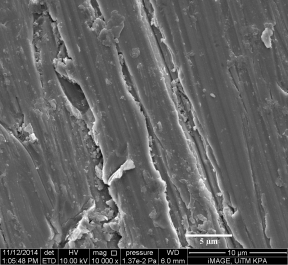 5 µm
11/12/2014 det HV mag □ pressure WD 10 µm
1:05:48 PM ETD 10.00 kV 10 000 x 1.37e-2 Pa 6.0 mm iMAGE, UiTM KPA